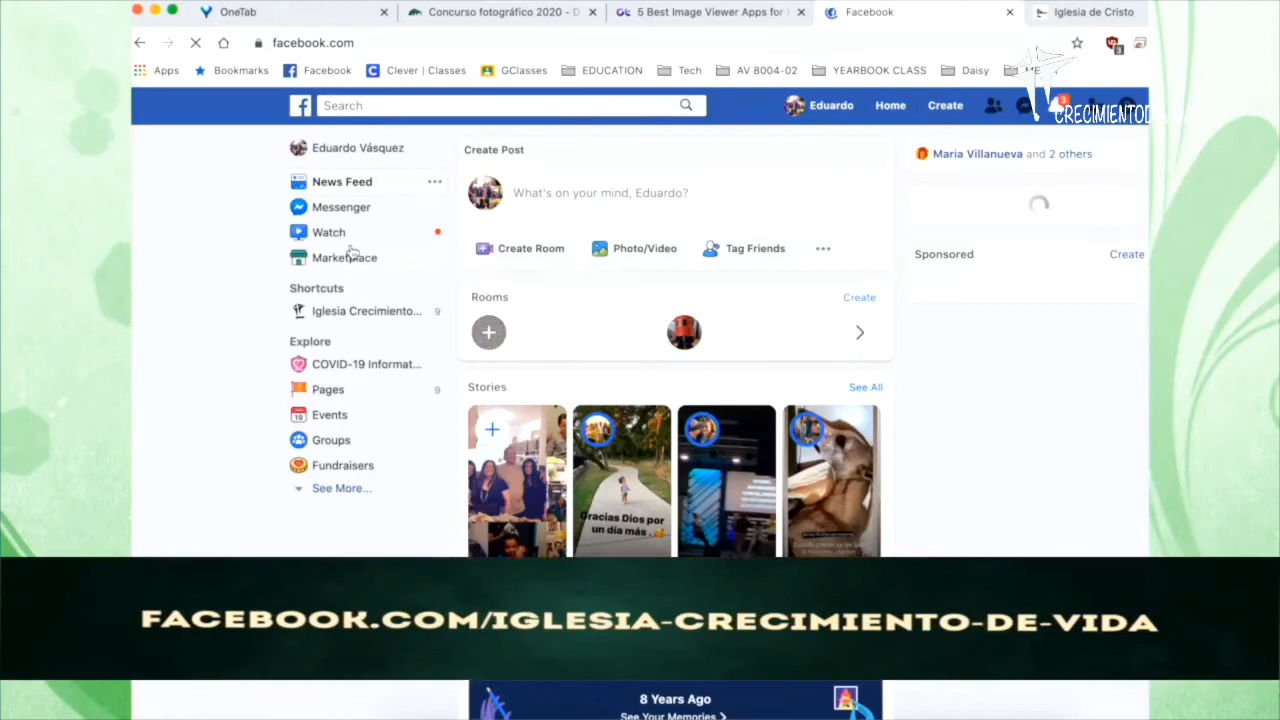 OneTab
Concurso fotográfico 2020 - D
5 Best Image Viewer Apps for
Facebook
Iglesia de Cristo
facebook.com
3
Apps
Bookmarks
Facebook
Clever | Classes
GClasses
EDUCATION
Tech
AV 8004-02
YEARBOOK CLASS
Daisy
Search
Eduardo
Home
Create
CRECIMIENTOD
Eduardo Vásquez
News Feed
Messenger
Watch
Marketplace
Shortcuts
Iglesia Crecimiento... 9
Explore
COVID-19 Informat...
Pages 9
Events
Groups
Fundraisers
See More...
Create Post
What's on your mind, Eduardo?
Create Room
Photo/Video
Tag Friends
Rooms
Create
Stories
See All
Gracias Dios por
un día más
Maria Villanueva and 2 others
Sponsored
Create
FACEBOOK.COM/IGLESIA-CRECIMIENTO-DE-VIDA
8 Years Ago
See Your Memories